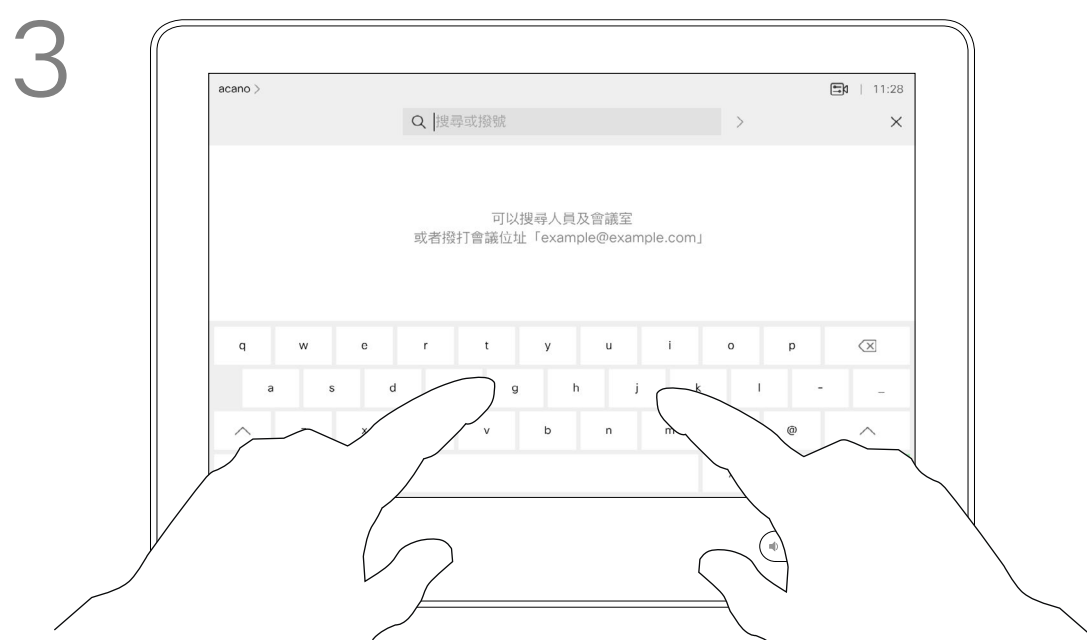 3
acano >
11:28
搜尋或撥號
可以搜尋人員及會議室
或者撥打會議位址「example@example.com」
q w e r t y u i o p
a s d g h j k l - _
x v b n m @